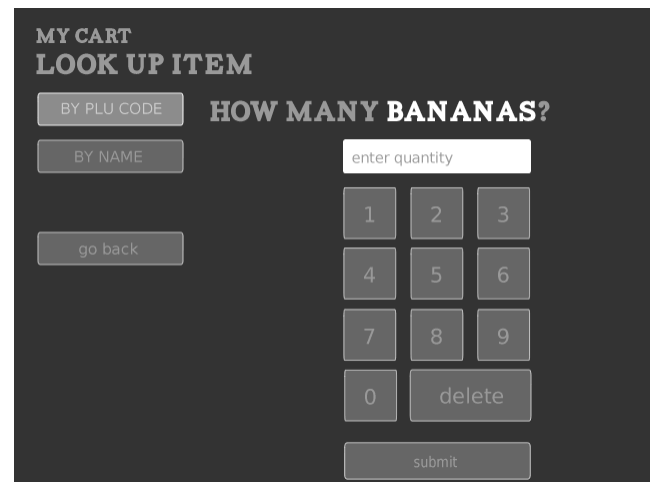 MY CART
LOOK UP ITEM
BY PLU CODE
BY NAME
go back
HOW MANY BANANAS?
enter quantity
1 2 3
4 5 6
7 8 9
0 delete
submit